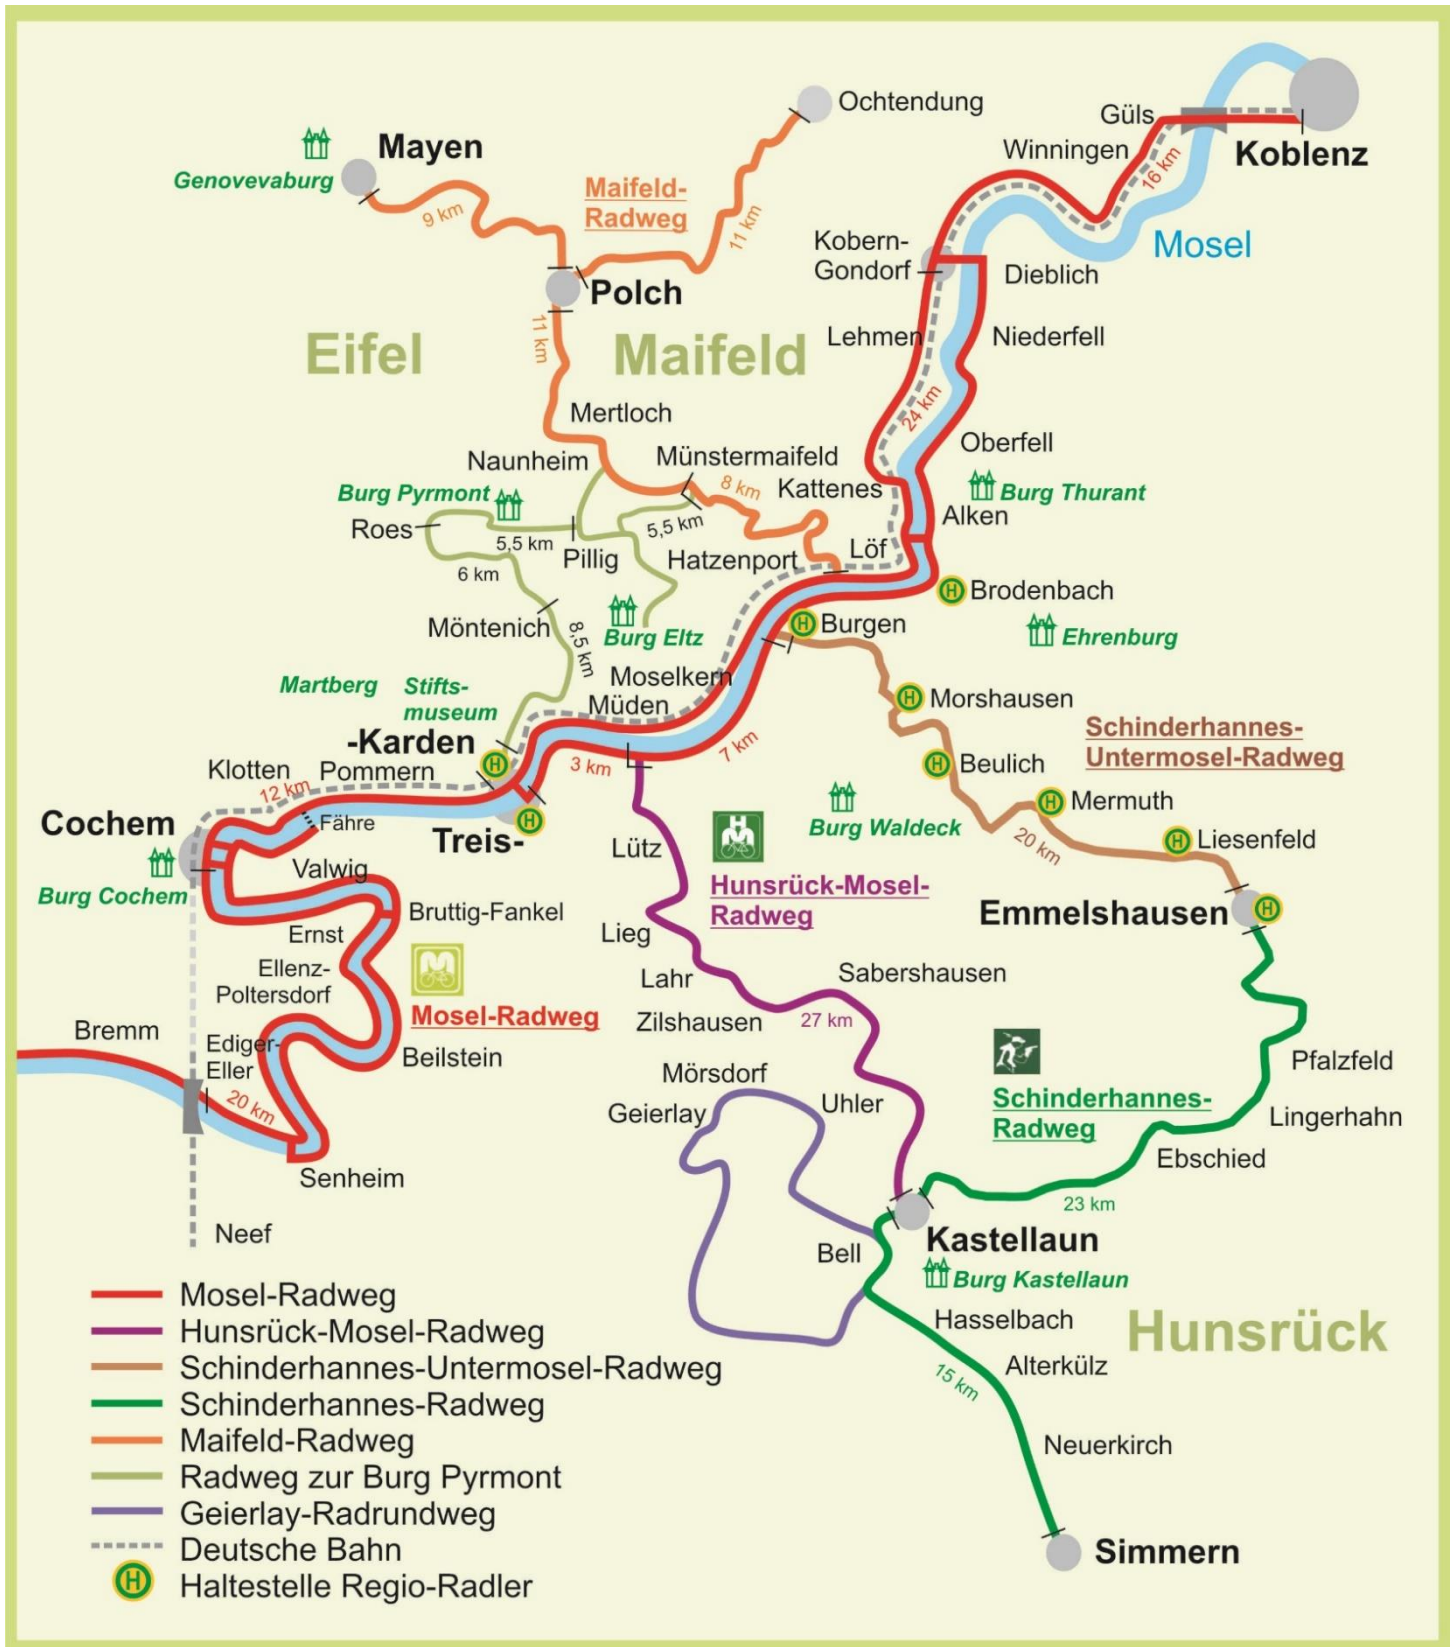 Ochtendung
Güls
Koblenz
Winningen
16 km
Mosel
Mayen
Genovevaburg
9 km
Maifeld-
Radweg
11 km
Kobern-
Gondorf
Dieblich
Polch
11 km
Eifel
Maifeld
Lehmen
Niederfell
24 km
Mertloch
Oberfell
Naunheim
Münstermaifeld
8 km
Kattenes
Burg Pyrmont
Burg Thurant
Roes
5,5 km
5,5 km
Alken
Pillig
Hatzenport
Löf
6 km
H
Brodenbach
Möntenich
8,5 km
Burg Eltz
H
Burgen
Ehrenburg
Moselkern
Müden
Martberg
Stifts-
museum
H
Morshausen
Schinderhannes-
Untermosel-Radweg
-Karden
H
3 km
7 km
H
Beulich
Klotten
Pommern
12 km
H
Mermuth
Cochem
Fähre
Treis-
H
Burg Waldeck
20 km
H
Liesenfeld
Burg Cochem
Valwig
Lütz
H
M
Hunsrück-Mosel-
Radweg
Emmelshausen
H
Bruttig-Fankel
Ernst
Lieg
Ellenz-
Poltersdorf
M
Mosel-Radweg
Lahr
Sabershausen
Zilshausen
27 km
Bremm
Ediger-
Eller
20 km
Beilstein
Mörsdorf
Geierlay
Uhler
Pfalzfeld
Schinderhannes-
Radweg
Lingerhahn
Ebschied
Senheim
23 km
Neef
Bell
Kastellaun
Burg Kastellaun
Hasselbach
Hunsrück
Alterkülz
15 km
Neuerkirch
Simmern
Mosel-Radweg
Hunsrück-Mosel-Radweg
Schinderhannes-Untermosel-Radweg
Schinderhannes-Radweg
Maifeld-Radweg
Radweg zur Burg Pyrmont
Geierlay-Radrundweg
Deutsche Bahn
H
Haltestelle Regio-Radler